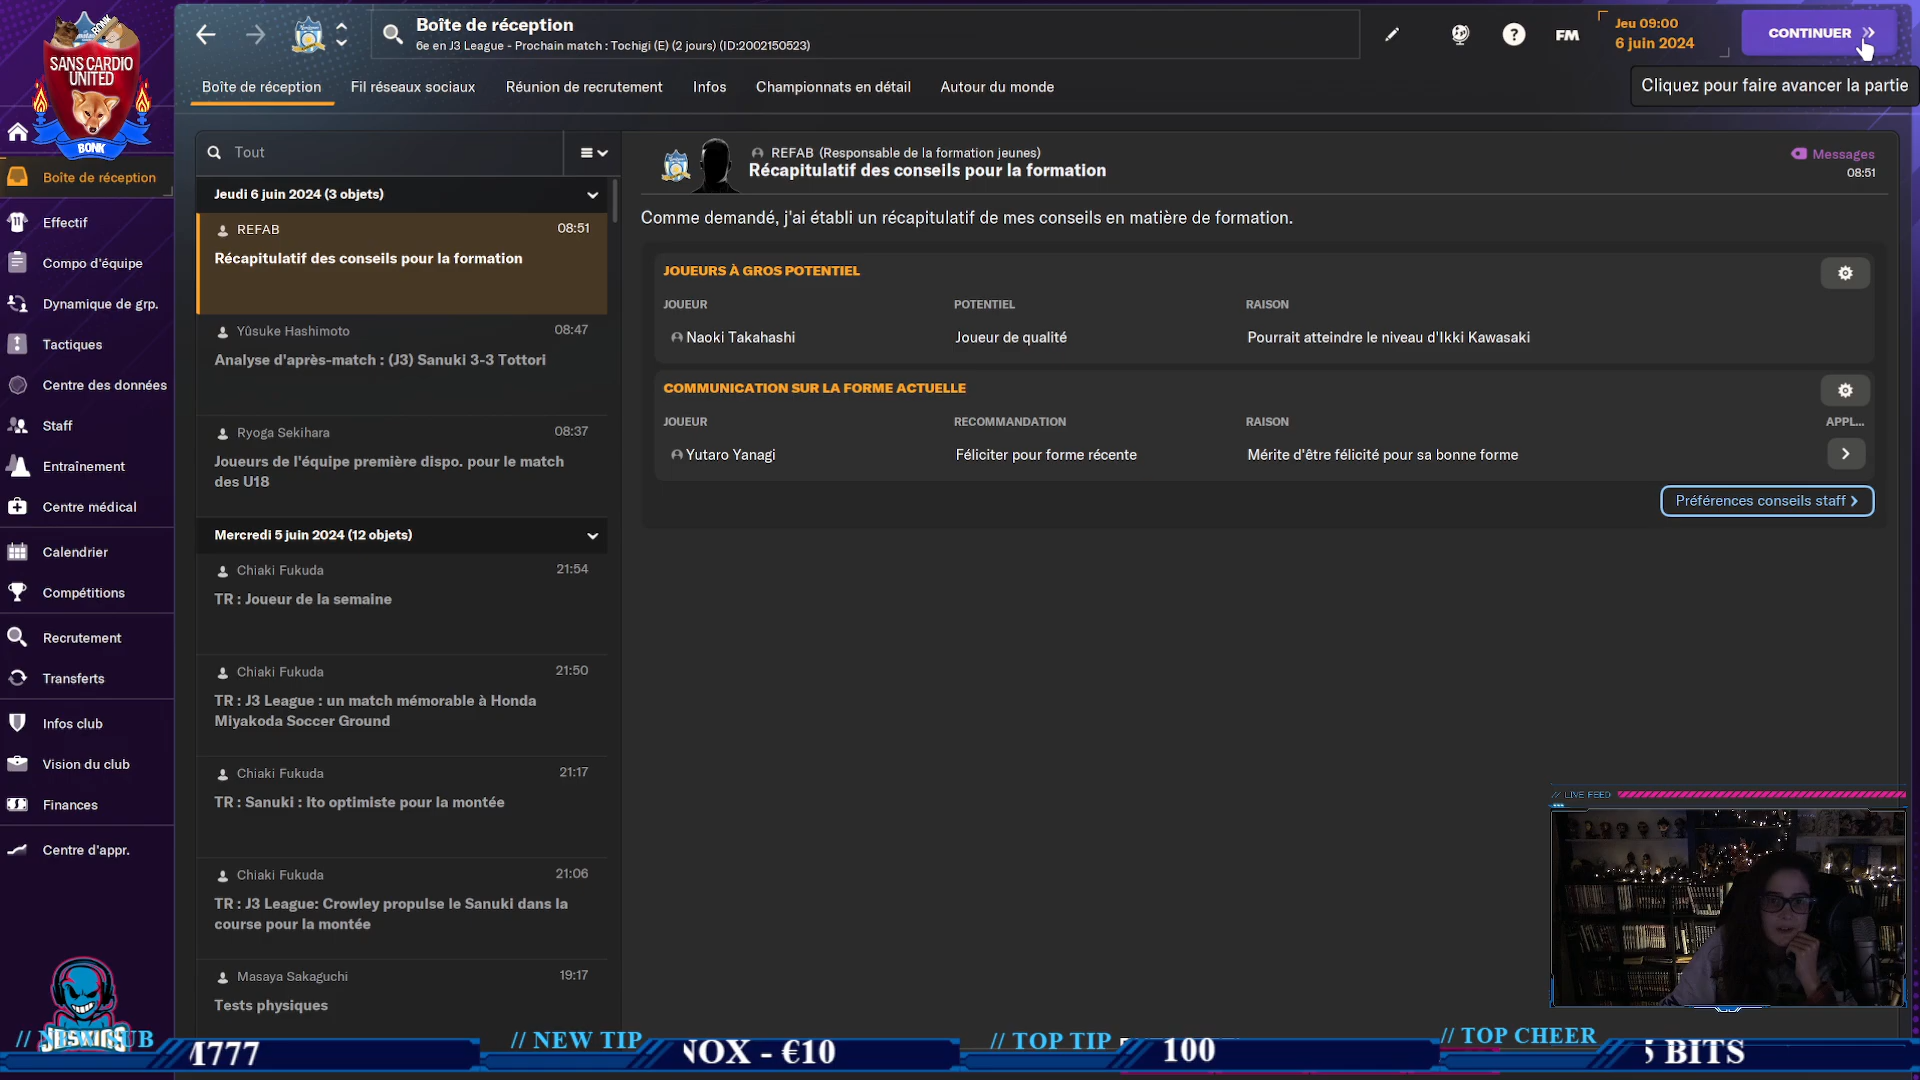 SANS CARDIO
UNITED
BONK
BONK
Boîte de réception
6e en J3 League - Prochain match : Tochigi (E) (2 jours) (ID:2002150523)
FM
Jeu 09:00
6 juin 2024
CONTINUER
Cliquez pour faire avancer la partie
Boîte de réception
Fil réseaux sociaux
Réunion de recrutement
Infos
Championnats en détail
Autour du monde
Boîte de réception
Effectif
Compo d'équipe
Dynamique de grp.
Tactiques
Centre des données
Staff
Entraînement
Centre médical
Calendrier
Compétitions
Recrutement
Transferts
Infos club
Vision du club
Finances
Centre d'appr.
Tout
Jeudi 6 juin 2024 (3 objets)
REFAB 08:51
Récapitulatif des conseils pour la formation
Yûsuke Hashimoto 08:47
Analyse d'après-match : (J3) Sanuki 3-3 Tottori
Ryoga Sekihara 08:37
Joueurs de l'équipe première dispo. pour le match
des U18
Mercredi 5 juin 2024 (12 objets)
Chiaki Fukuda 21:54
TR : Joueur de la semaine
Chiaki Fukuda 21:50
TR : J3 League : un match mémorable à Honda
Miyakoda Soccer Ground
Chiaki Fukuda 21:17
TR : Sanuki : Ito optimiste pour la montée
Chiaki Fukuda 21:06
TR : J3 League: Crowley propulse le Sanuki dans la
course pour la montée
Masaya Sakaguchi 19:17
Tests physiques
REFAB (Responsable de la formation jeunes)
Récapitulatif des conseils pour la formation
Messages
08:51
Comme demandé, j'ai établi un récapitulatif de mes conseils en matière de formation.
JOUEURS À GROS POTENTIEL
JOUEUR POTENTIEL RAISON
Naoki Takahashi Joueur de qualité Pourrait atteindre le niveau d'Ikki Kawasaki
COMMUNICATION SUR LA FORME ACTUELLE
JOUEUR RECOMMANDATION RAISON APPL...
Yutaro Yanagi Féliciter pour forme récente Mérite d'être félicité pour sa bonne forme
Préférences conseils staff
// LIVE FEED
// NEW SUB
M777
// NEW TIP
NOX - €10
// TOP TIP
100
// TOP CHEER
5 BITS